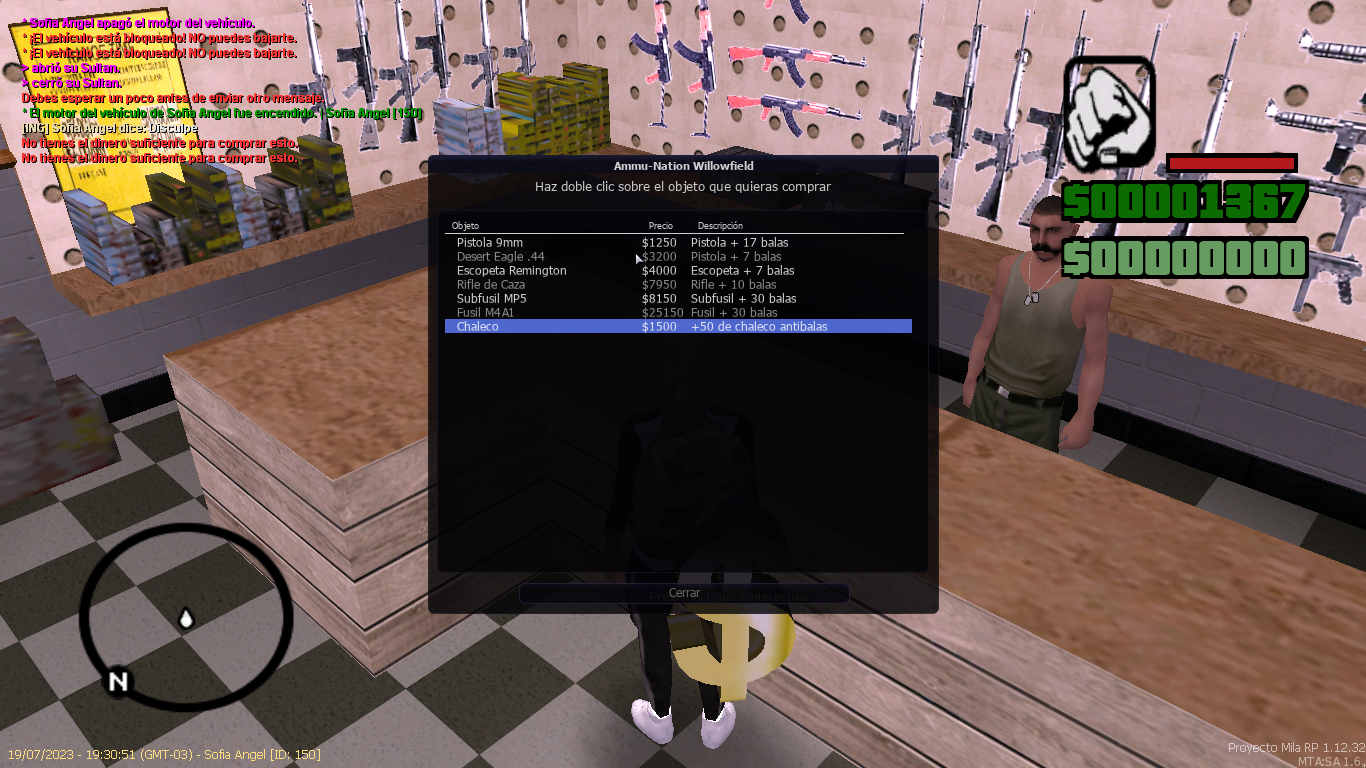 * Sofia Angel apagó el motor del vehículo.
* ¡El vehículo está bloqueado! NO puedes bajarte.
* ¡El vehículo está bloqueado! NO puedes bajarte.
> abrió su Sultan.
> cerró su Sultan.
Debes esperar un poco antes de enviar otro mensaje.
* El motor del vehículo de Sofia Angel fue encendido. | Sofia Angel [150]
[ING] Sofia Angel dice: Disculpe
No tienes el dinero suficiente para comprar esto.
No tienes el dinero suficiente para comprar esto.
Ammu-Nation Willowfield
Haz doble clic sobre el objeto que quieras comprar
Objeto Precio Descripción
Pistola 9mm $1250 Pistola + 17 balas
Desert Eagle .44 $3200 Pistola + 7 balas
Escopeta Remington $4000 Escopeta + 7 balas
Rifle de Caza $7950 Rifle + 10 balas
Subfusil MP5 $8150 Subfusil + 30 balas
Fusil M4A1 $25150 Fusil + 30 balas
Chaleco $1500 +50 de chaleco antibalas
Cerrar
$00001367
$00000000
N
19/07/2023 - 19:30:51 (GMT-03) - Sofia Angel [ID: 150]
Proyecto Mila RP 1.12.32
MTA:SA 1.6